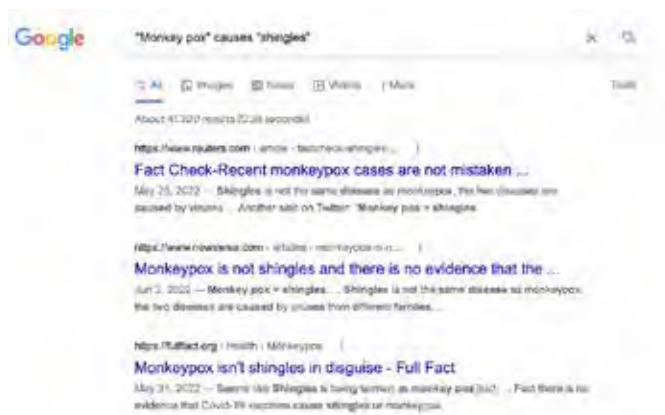 Google
"Monkey pox" causes "shingles"
All Images News Videos More Tools
About results
https://www.reuters.com › article ›
Fact Check-Recent monkeypox cases are not mistaken ...
May 25, 2022 — Shingles is not the same disease as monkeypox, the two diseases are
caused by viruses ... Another said on Twitter: "Monkey pox = shingles
Monkeypox is not shingles and there is no evidence that the ...
Jun 2, 2022 — Monkey pox = shingles. ... Shingles is not the same disease as monkeypox,
the two diseases are caused by viruses from different families. ...
https://fullfact.org › Health › Monkeypox
Monkeypox isn't shingles in disguise - Full Fact
May 31, 2022 — Seems like Shingles is being termed as monkey pox Fact there is no
evidence that Covid-19 vaccines cause shingles or monkeypox.